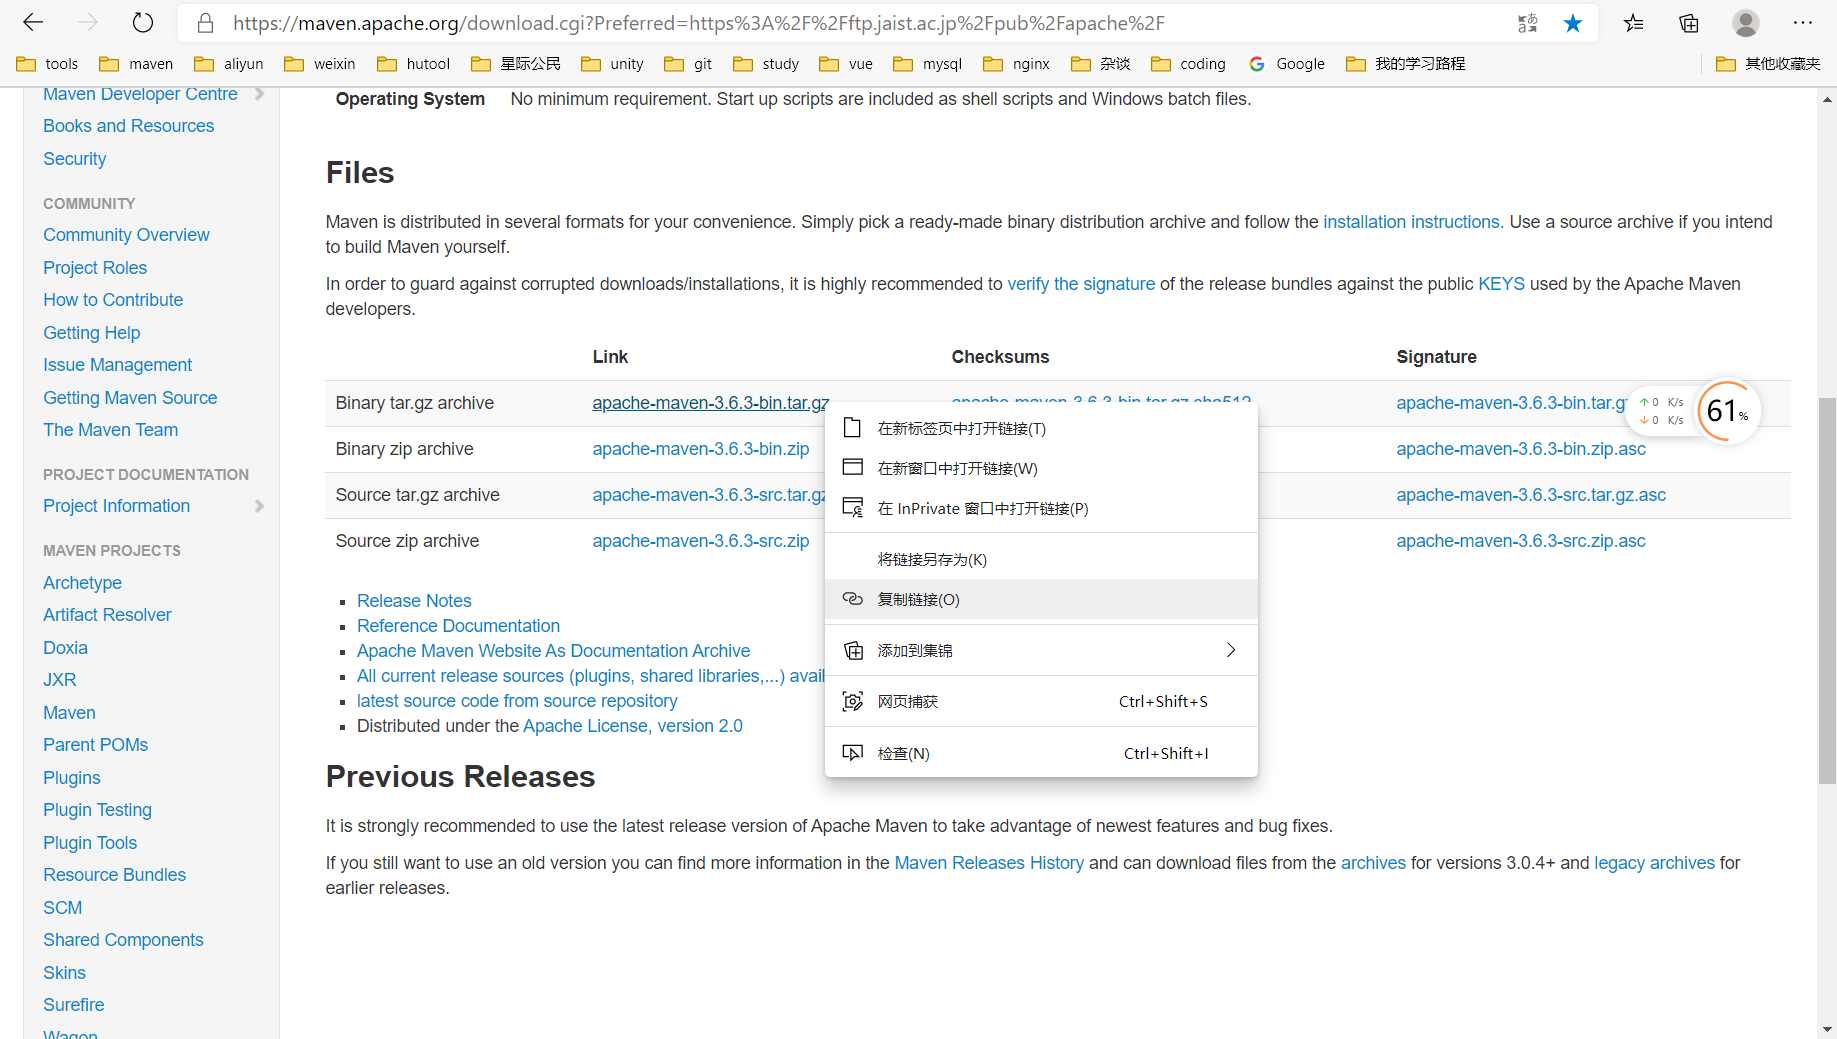 https://maven.apache.org/download.cgi?Preferred=https%3A%2F%2Fftp.jaist.ac.jp%2Fpub%2Fapache%2F
tools maven aliyun weixin hutool 星际公民 unity git study vue mysql nginx 杂谈 coding Google 我的学习路程 其他收藏夹
Maven Developer Centre
Books and Resources
Security
COMMUNITY
Community Overview
Project Roles
How to Contribute
Getting Help
Issue Management
Getting Maven Source
The Maven Team
PROJECT DOCUMENTATION
Project Information
MAVEN PROJECTS
Archetype
Artifact Resolver
Doxia
JXR
Maven
Parent POMs
Plugins
Plugin Testing
Plugin Tools
Resource Bundles
SCM
Shared Components
Skins
Surefire
Wagon
Operating System No minimum requirement. Start up scripts are included as shell scripts and Windows batch files.
Files
Maven is distributed in several formats for your convenience. Simply pick a ready-made binary distribution archive and follow the installation instructions. Use a source archive if you intend
to build Maven yourself.
In order to guard against corrupted downloads/installations, it is highly recommended to verify the signature of the release bundles against the public KEYS used by the Apache Maven
developers.
Link Checksums Signature
Binary tar.gz archive apache-maven-3.6.3-bin.tar.gz apache-maven-3.6.3-bin.tar.gz.sha512 apache-maven-3.6.3-bin.tar.g
Binary zip archive apache-maven-3.6.3-bin.zip apache-maven-3.6.3-bin.zip.asc
Source tar.gz archive apache-maven-3.6.3-src.tar.gz apache-maven-3.6.3-src.tar.gz.asc
Source zip archive apache-maven-3.6.3-src.zip apache-maven-3.6.3-src.zip.asc
0 K/s
0 K/s
61%
在新标签页中打开链接(T)
在新窗口中打开链接(W)
在 InPrivate 窗口中打开链接(P)
将链接另存为(K)
复制链接(O)
添加到集锦
网页捕获 Ctrl+Shift+S
检查(N) Ctrl+Shift+I
Release Notes
Reference Documentation
Apache Maven Website As Documentation Archive
All current release sources (plugins, shared libraries,...) avail
latest source code from source repository
Distributed under the Apache License, version 2.0
Previous Releases
It is strongly recommended to use the latest release version of Apache Maven to take advantage of newest features and bug fixes.
If you still want to use an old version you can find more information in the Maven Releases History and can download files from the archives for versions 3.0.4+ and legacy archives for
earlier releases.